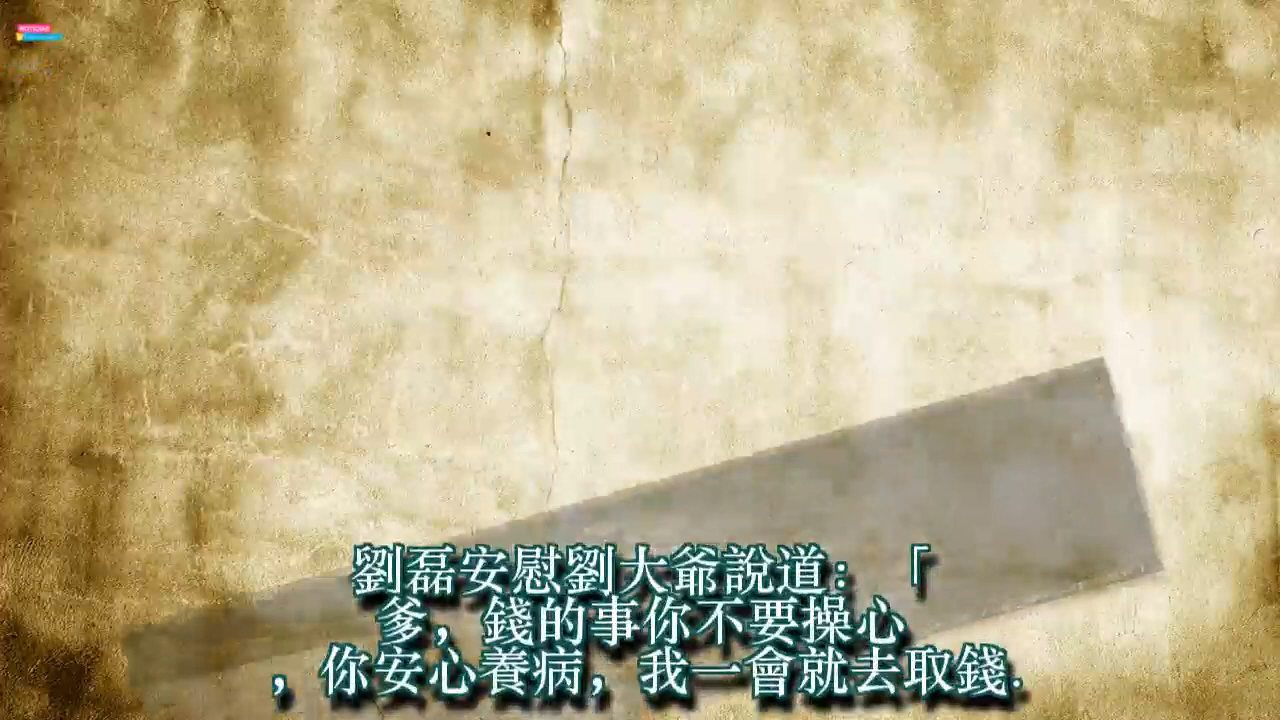 劉磊安慰劉大爺說道：「
爹，錢的事你不要操心
，你安心養病，我一會就去取錢.